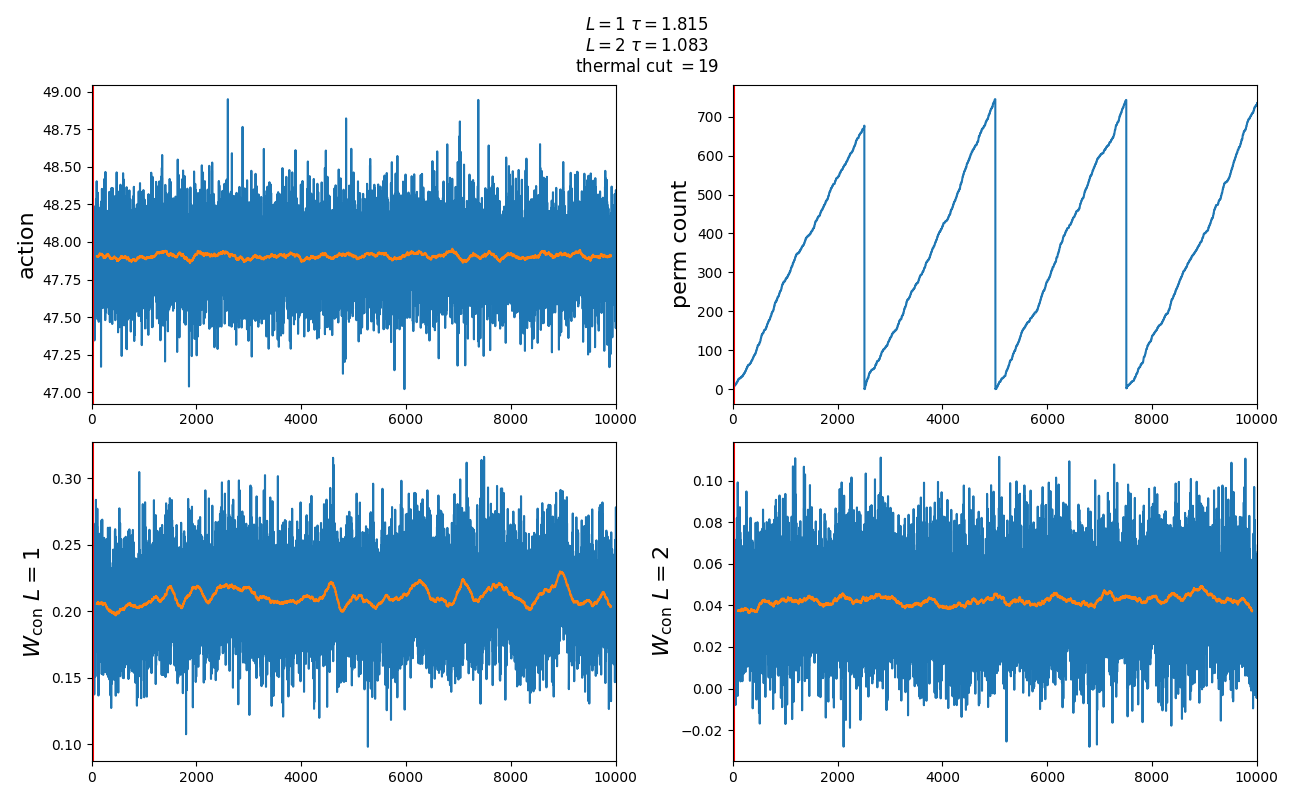 L = 1 τ = 1.815
L = 2 τ = 1.083
thermal cut = 19
action
49.00
48.75
48.50
48.25
48.00
47.75
47.50
47.25
47.00
0 2000 4000 6000 8000 10000
perm count
700
600
500
400
300
200
100
0
0 2000 4000 6000 8000 10000
W_con L = 1
0.30
0.25
0.20
0.15
0.10
0 2000 4000 6000 8000 10000
W_con L = 2
0.10
0.08
0.06
0.04
0.02
0.00
−0.02
0 2000 4000 6000 8000 10000